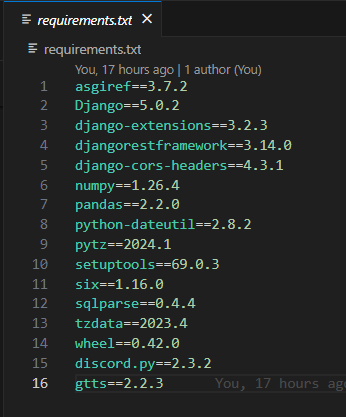 requirements.txt ×
requirements.txt
You, 17 hours ago | 1 author (You)
1 asgiref==3.7.2
2 Django==5.0.2
3 django-extensions==3.2.3
4 djangorestframework==3.14.0
5 django-cors-headers==4.3.1
6 numpy==1.26.4
7 pandas==2.2.0
8 python-dateutil==2.8.2
9 pytz==2024.1
10 setuptools==69.0.3
11 six==1.16.0
12 sqlparse==0.4.4
13 tzdata==2023.4
14 wheel==0.42.0
15 discord.py==2.3.2
16 gtts==2.2.3 You, 17 hours ago